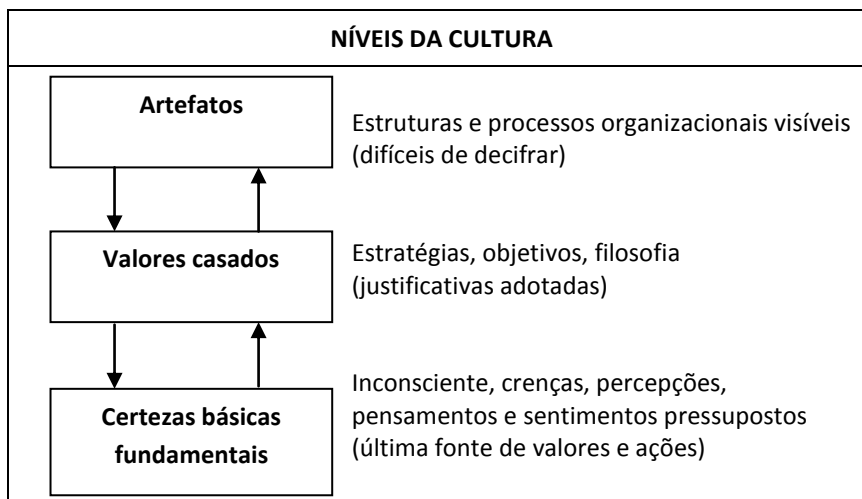 NÍVEIS DA CULTURA
Artefatos
Estruturas e processos organizacionais visíveis
(difíceis de decifrar)
Valores casados
Estratégias, objetivos, filosofia
(justificativas adotadas)
Certezas básicas
fundamentais
Inconsciente, crenças, percepções,
pensamentos e sentimentos pressupostos
(última fonte de valores e ações)